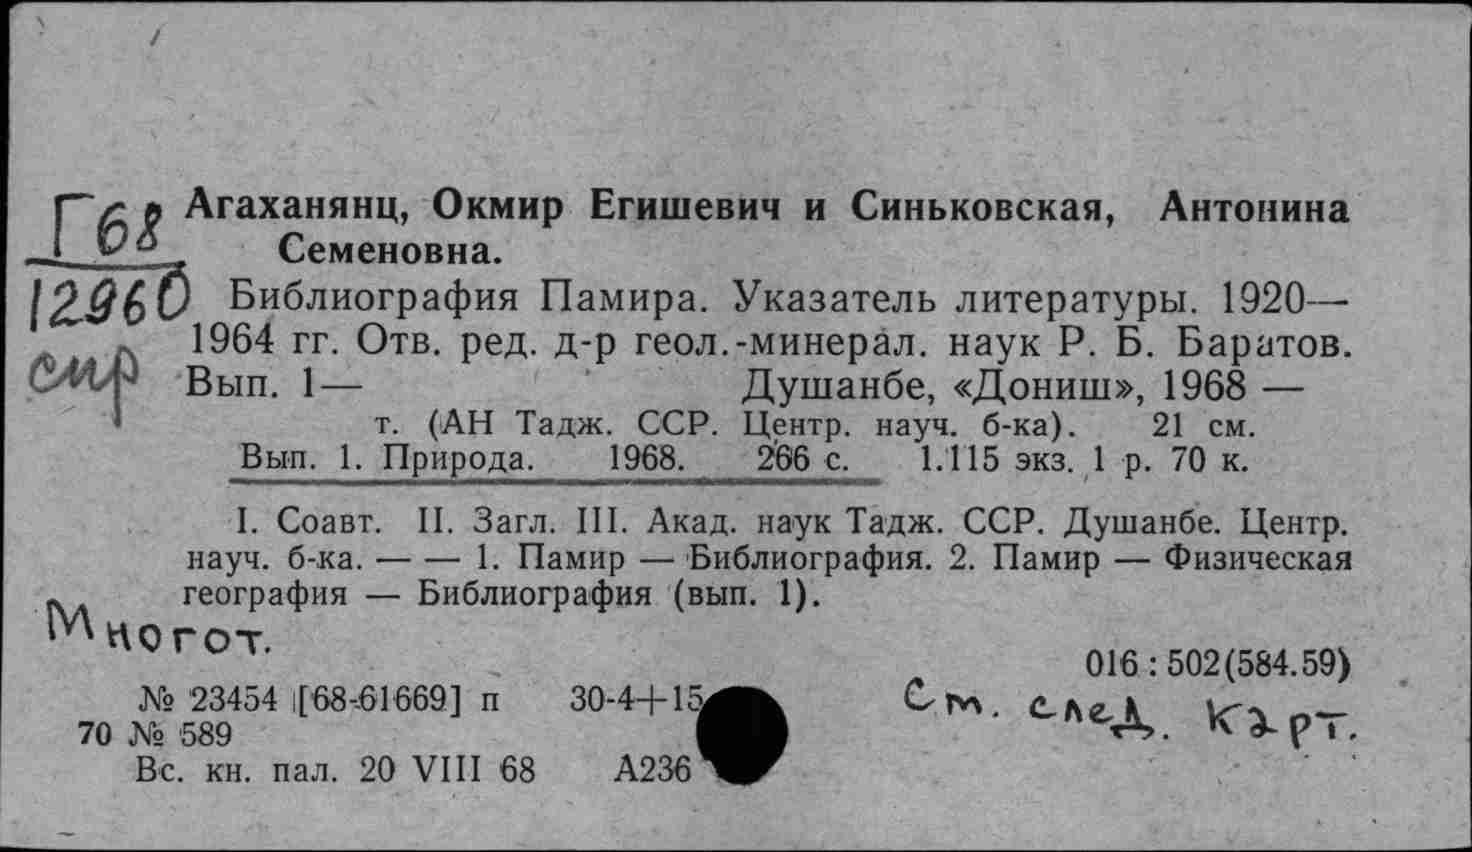 Г68 Агаханянц, Окмир Егишевич и Синьковская, Антонина
Семеновна.
12960 Библиография Памира. Указатель литературы. 1920—
1964 гг. Отв. ред. д-р геол.-минерал. наук Р. Б. Баратов.
Вып. 1— Душанбе, «Дониш», 1968 —
т. (АН Тадж. ССР. Центр. науч. б-ка). 21 см.
Вып. 1. Природа. 1968. 266 с. 1.115 экз. 1 р. 70 к.
I. Соавт. II. Загл. III. Акад. наук Тадж. ССР. Душанбе. Центр.
науч. б-ка. — — 1. Памир — Библиография. 2. Памир — Физическая
география — Библиография (вып. 1).
Многот.
016 : 502(584.59)
№ 23454 [68-61669] п 30-4+15
См. след. карт.
70 № 589
Вс. кн. пал. 20 VIII 68 А236